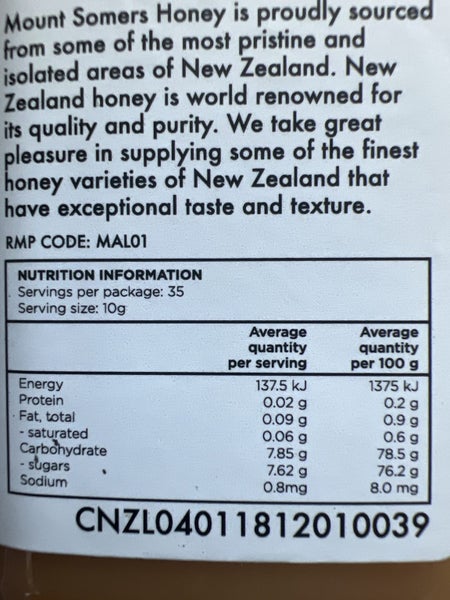 Mount Somers Honey is proudly sourced
from some of the most pristine and
isolated areas of New Zealand. New
Zealand honey is world renowned for
its quality and purity. We take great
pleasure in supplying some of the finest
honey varieties of New Zealand that
have exceptional taste and texture.
RMP CODE: MAL01
NUTRITION INFORMATION
Servings per package: 35
Serving size: 10g
Average quantity per serving Average quantity per 100 g
Energy 137.5 kJ 1375 kJ
Protein 0.02 g 0.2 g
Fat, total 0.09 g 0.9 g
- saturated 0.06 g 0.6 g
Carbohydrate 7.85 g 78.5 g
- sugars 7.62 g 76.2 g
Sodium 0.8mg 8.0 mg
CNZL04011812010039